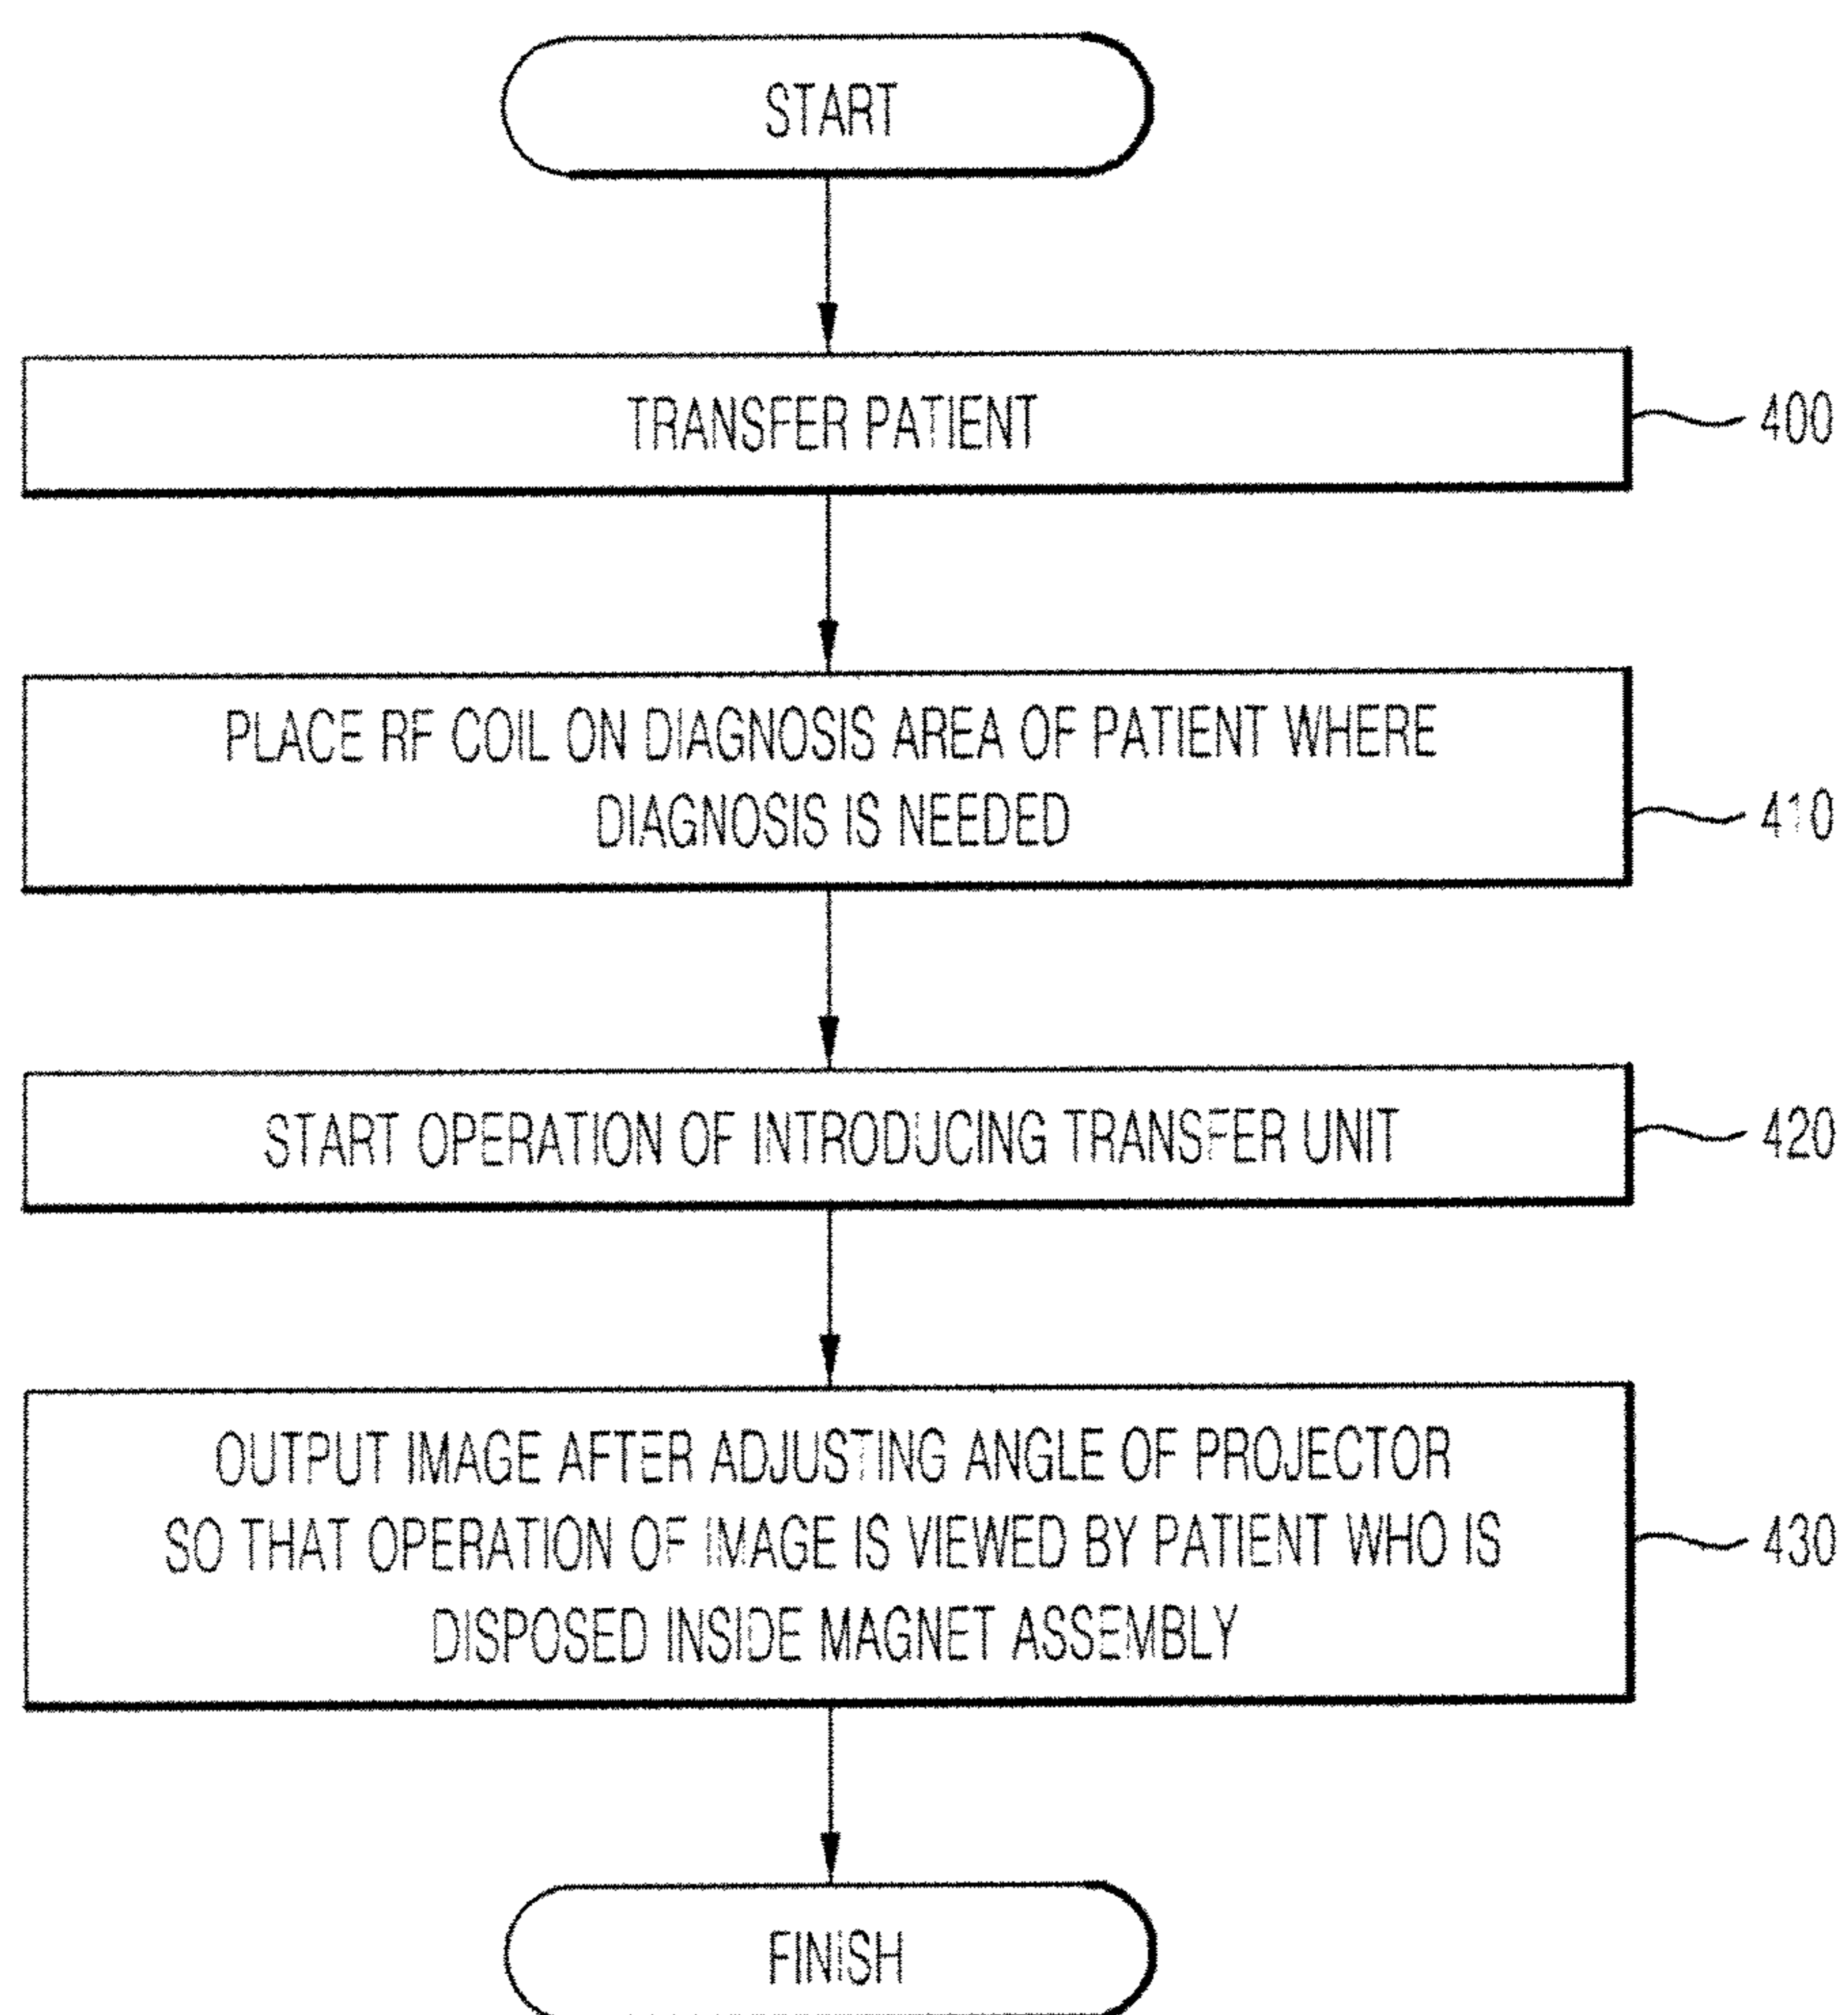 START
TRANSFER PATIENT
400
PLACE RF COIL ON DIAGNOSIS AREA OF PATIENT WHERE
DIAGNOSIS IS NEEDED
410
START OPERATION OF INTRODUCING TRANSFER UNIT
420
OUTPUT IMAGE AFTER ADJUSTING ANGLE OF PROJECTOR
SO THAT OPERATION OF IMAGE IS VIEWED BY PATIENT WHO IS
DISPOSED INSIDE MAGNET ASSEMBLY
430
FINISH